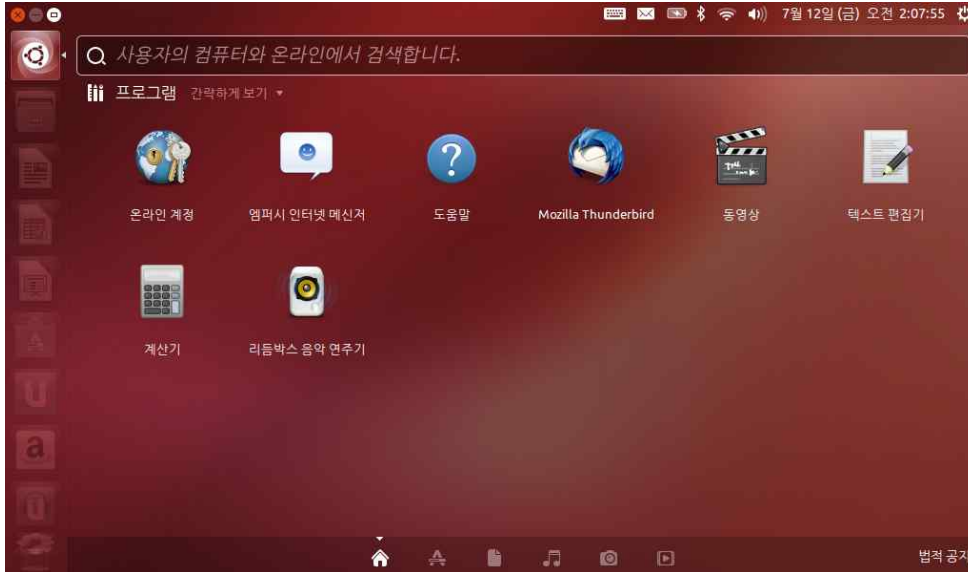 7월 12일 (금) 오전 2:07:55
사용자의 컴퓨터와 온라인에서 검색합니다.
프로그램 간략하게 보기
온라인 계정 엠퍼시 인터넷 메신저 도움말 Mozilla Thunderbird 동영상 텍스트 편집기
계산기 리듬박스 음악 연주기
법적 공지